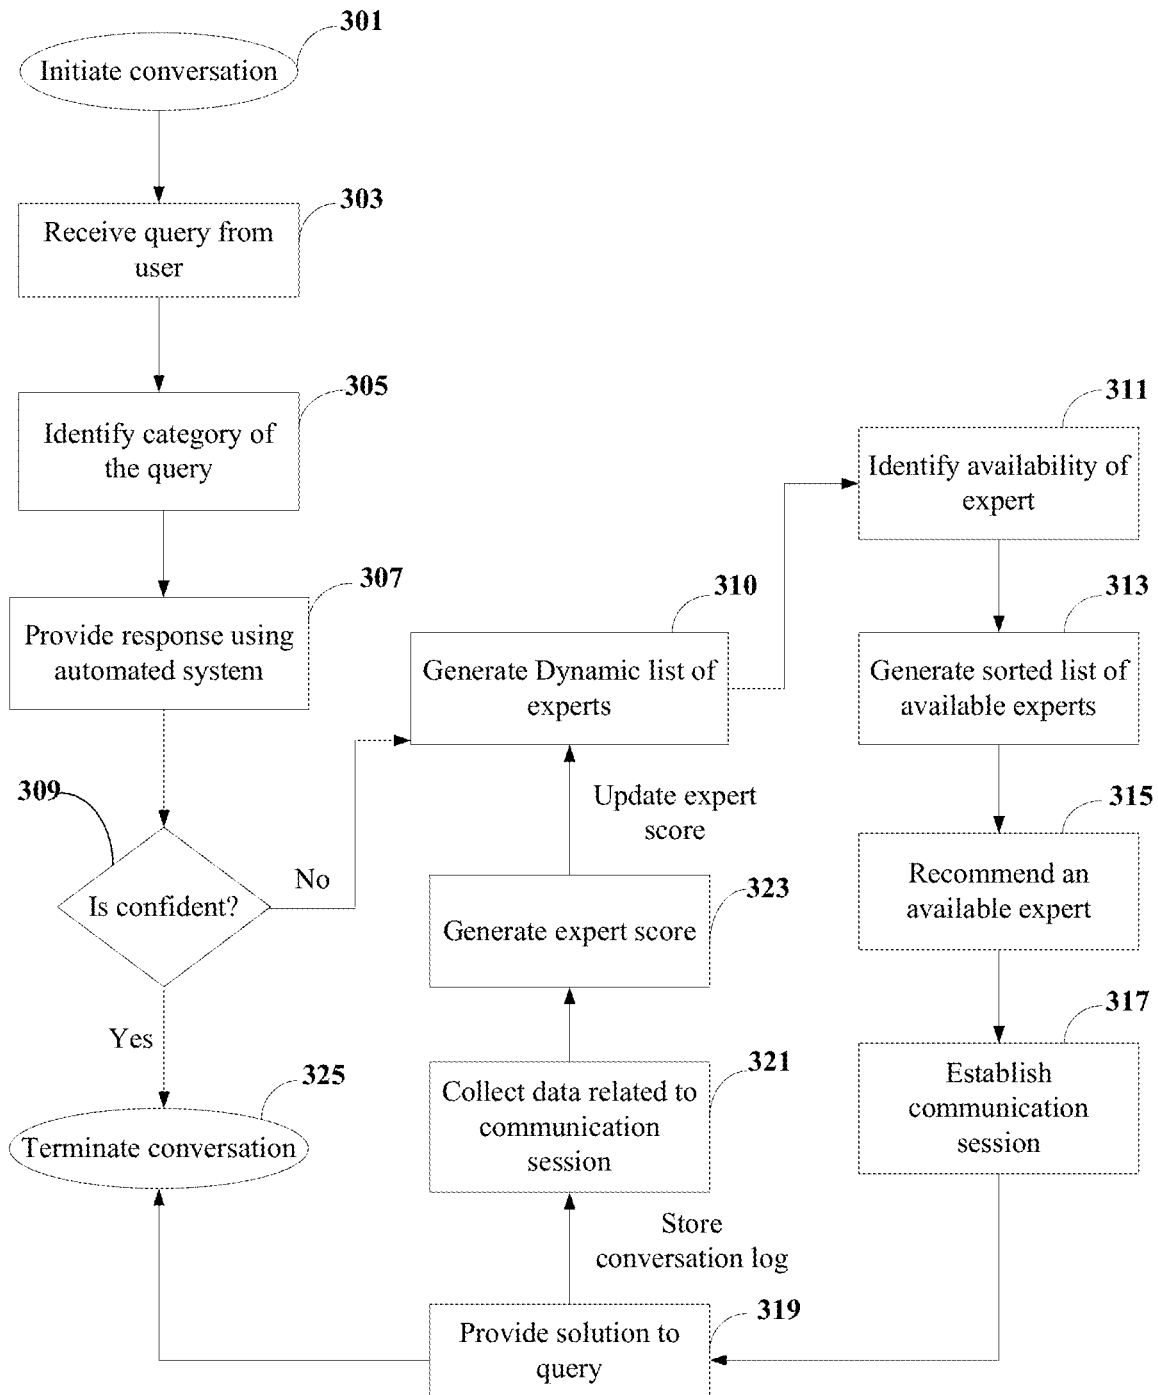 301
Initiate conversation
303
Receive query from
user
305
Identify category of
the query
307
Provide response using
automated system
309
Is confident?
No
Yes
325
Terminate conversation
310
Generate Dynamic list of
experts
Update expert
score
323
Generate expert score
321
Collect data related to
communication
session
Store
conversation log
319
Provide solution to
query
311
Identify availability of
expert
313
Generate sorted list of
available experts
315
Recommend an
available expert
317
Establish
communication
session